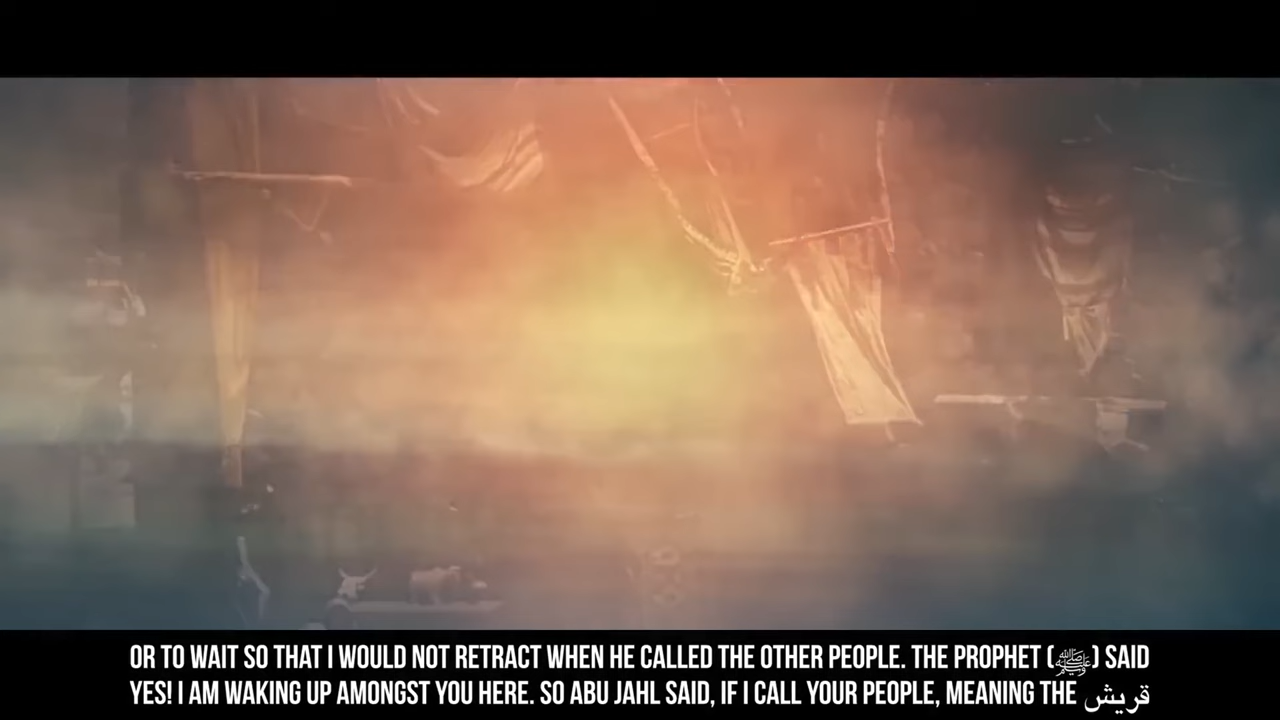 OR TO WAIT SO THAT I WOULD NOT RETRACT WHEN HE CALLED THE OTHER PEOPLE. THE PROPHET (ﷺ) SAID
YES! I AM WAKING UP AMONGST YOU HERE. SO ABU JAHL SAID, IF I CALL YOUR PEOPLE, MEANING THE قريش